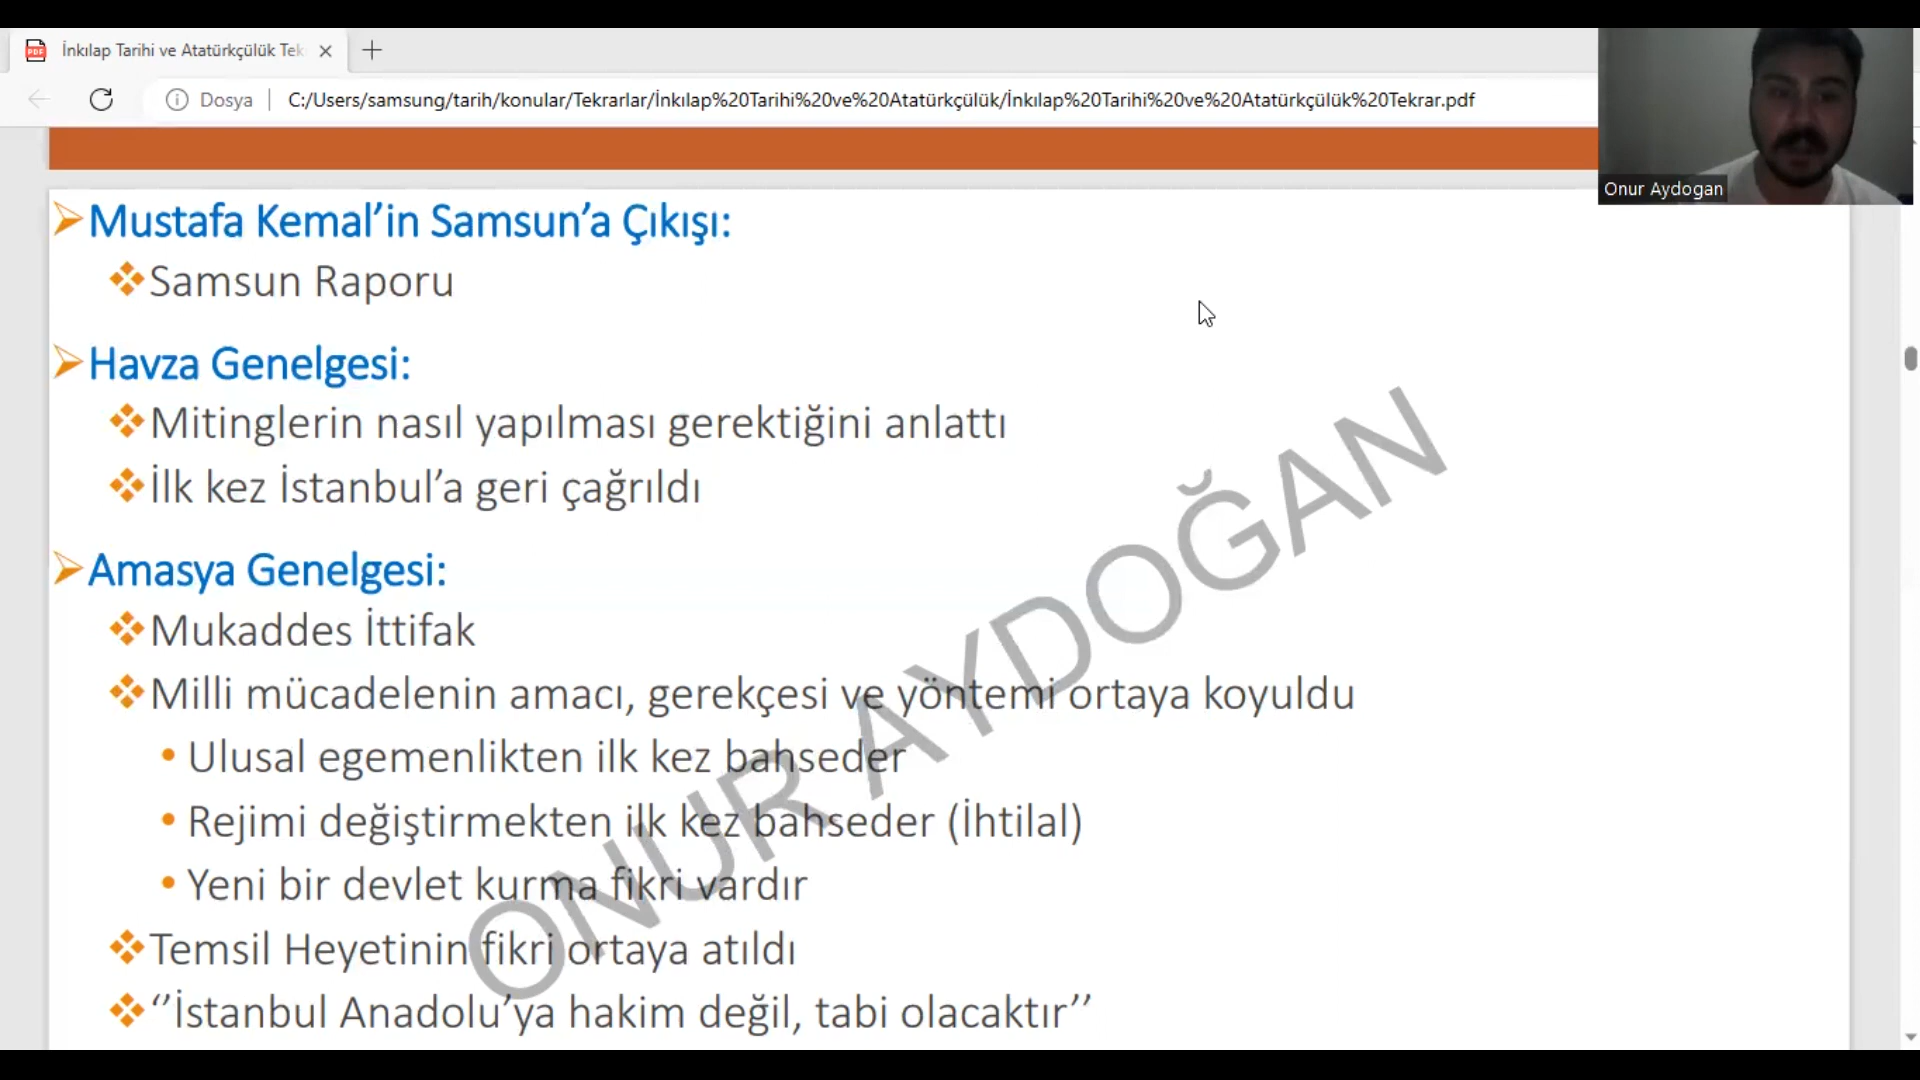 İnkılap Tarihi ve Atatürkçülük Tek
Dosya
C:/Users/samsung/tarih/konular/Tekrarlar/İnkılap%20Tarihi%20ve%20Atatürkçülük/İnkılap%20Tarihi%20ve%20Atatürkçülük%20Tekrar.pdf
Onur Aydogan
Mustafa Kemal’in Samsun’a Çıkışı:
Samsun Raporu
Havza Genelgesi:
Mitinglerin nasıl yapılması gerektiğini anlattı
İlk kez İstanbul’a geri çağrıldı
Amasya Genelgesi:
Mukaddes İttifak
Milli mücadelenin amacı, gerekçesi ve yöntemi ortaya koyuldu
• Ulusal egemenlikten ilk kez bahseder
• Rejimi değiştirmekten ilk kez bahseder (İhtilal)
• Yeni bir devlet kurma fikri vardır
Temsil Heyetinin fikri ortaya atıldı
‘’İstanbul Anadolu’ya hakim değil, tabi olacaktır’’
ONUR AYDOĞAN